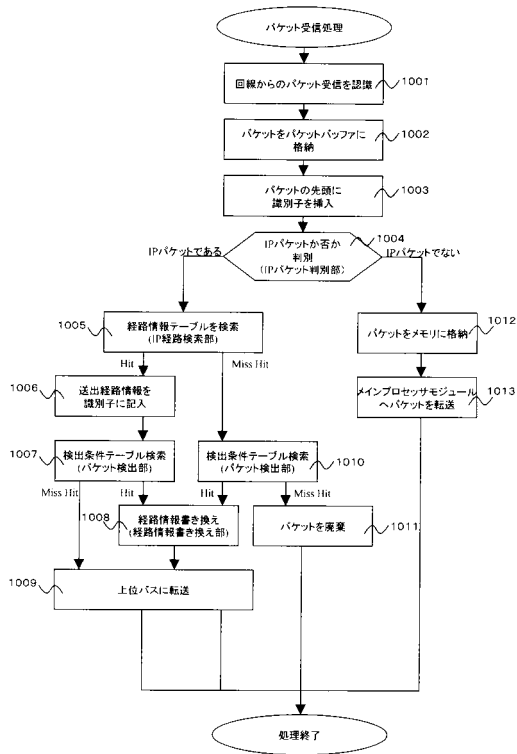 パケット受信処理
回線からのパケット受信を認識
1001
パケットをパケットバッファに
格納
1002
パケットの先頭に
識別子を挿入
1003
IPパケットか否か
判別
(IPパケット判別部)
1004
IPパケットである
IPパケットでない
1005
経路情報テーブルを検索
(IP経路検索部)
パケットをメモリに格納
1012
Hit
Miss Hit
1006
送出経路情報を
識別子に記入
メインプロセッサモジュール
へパケットを転送
1013
1007
検出条件テーブル検索
(パケット検出部)
検出条件テーブル検索
(パケット検出部)
1010
Miss Hit
Hit
Hit
Miss Hit
1008
経路情報書き換え
(経路情報書き換え部)
パケットを廃棄
1011
1009
上位バスに転送
処理終了